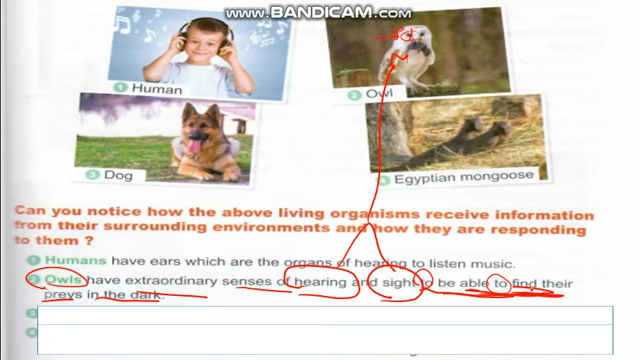 www.BANDICAM.com
1 Human
2 Owl
3 Dog
4 Egyptian mongoose
Can you notice how the above living organisms receive information
from their surrounding environments and how they are responding
to them ?
1 Humans have ears which are the organs of hearing to listen music.
2 Owls have extraordinary senses of hearing and sight to be able to find their
preys in the dark.
3